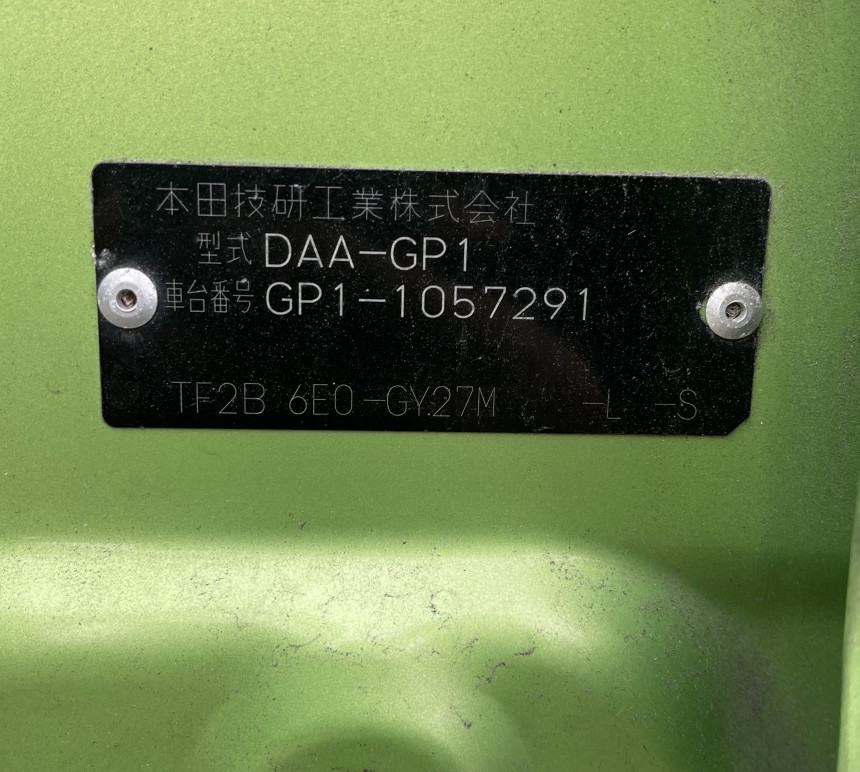 本田技研工業株式会社
型式 DAA-GP1
車台番号 GP1-1057291
TF2B 6E0-GY27M -L -S